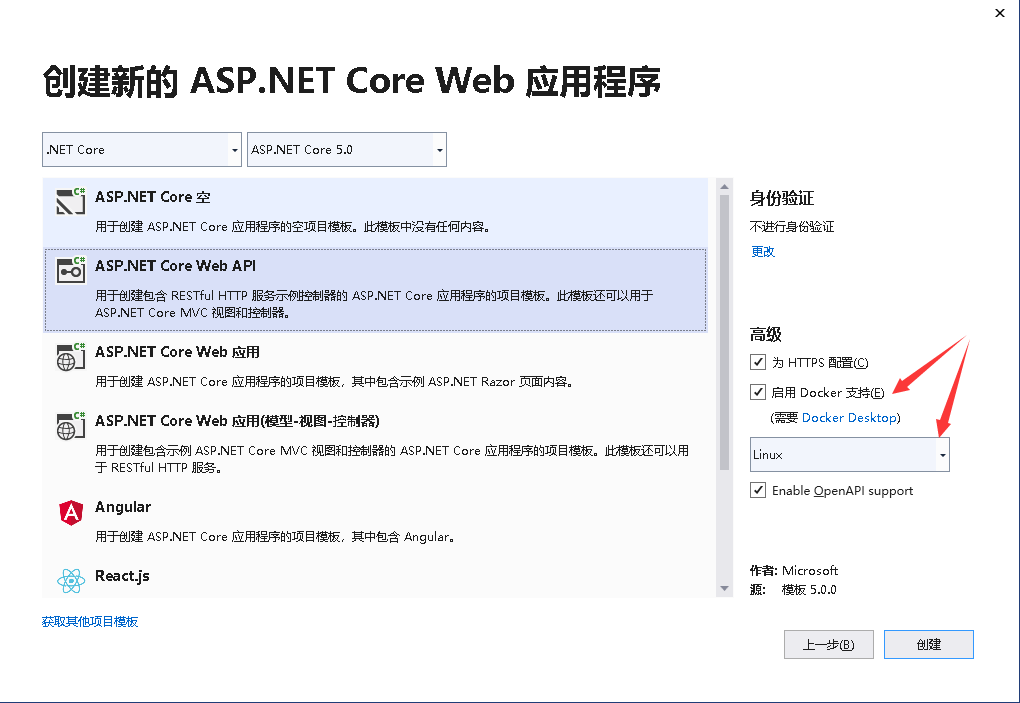 创建新的 ASP.NET Core Web 应用程序
.NET Core
ASP.NET Core 5.0
ASP.NET Core 空
用于创建 ASP.NET Core 应用程序的空项目模板。此模板中没有任何内容。
ASP.NET Core Web API
用于创建包含 RESTful HTTP 服务示例控制器的 ASP.NET Core 应用程序的项目模板。此模板还可以用于
ASP.NET Core MVC 视图和控制器。
ASP.NET Core Web 应用
用于创建 ASP.NET Core 应用程序的项目模板，其中包含示例 ASP.NET Razor 页面内容。
ASP.NET Core Web 应用(模型-视图-控制器)
用于创建包含示例 ASP.NET Core MVC 视图和控制器的 ASP.NET Core 应用程序的项目模板。此模板还可以用
于 RESTful HTTP 服务。
Angular
用于创建 ASP.NET Core 应用程序的项目模板，其中包含 Angular。
React.js
获取其他项目模板
身份验证
不进行身份验证
更改
高级
为 HTTPS 配置(C)
启用 Docker 支持(E)
(需要 Docker Desktop)
Linux
Enable OpenAPI support
作者: Microsoft
源: 模板 5.0.0
上一步(B)
创建